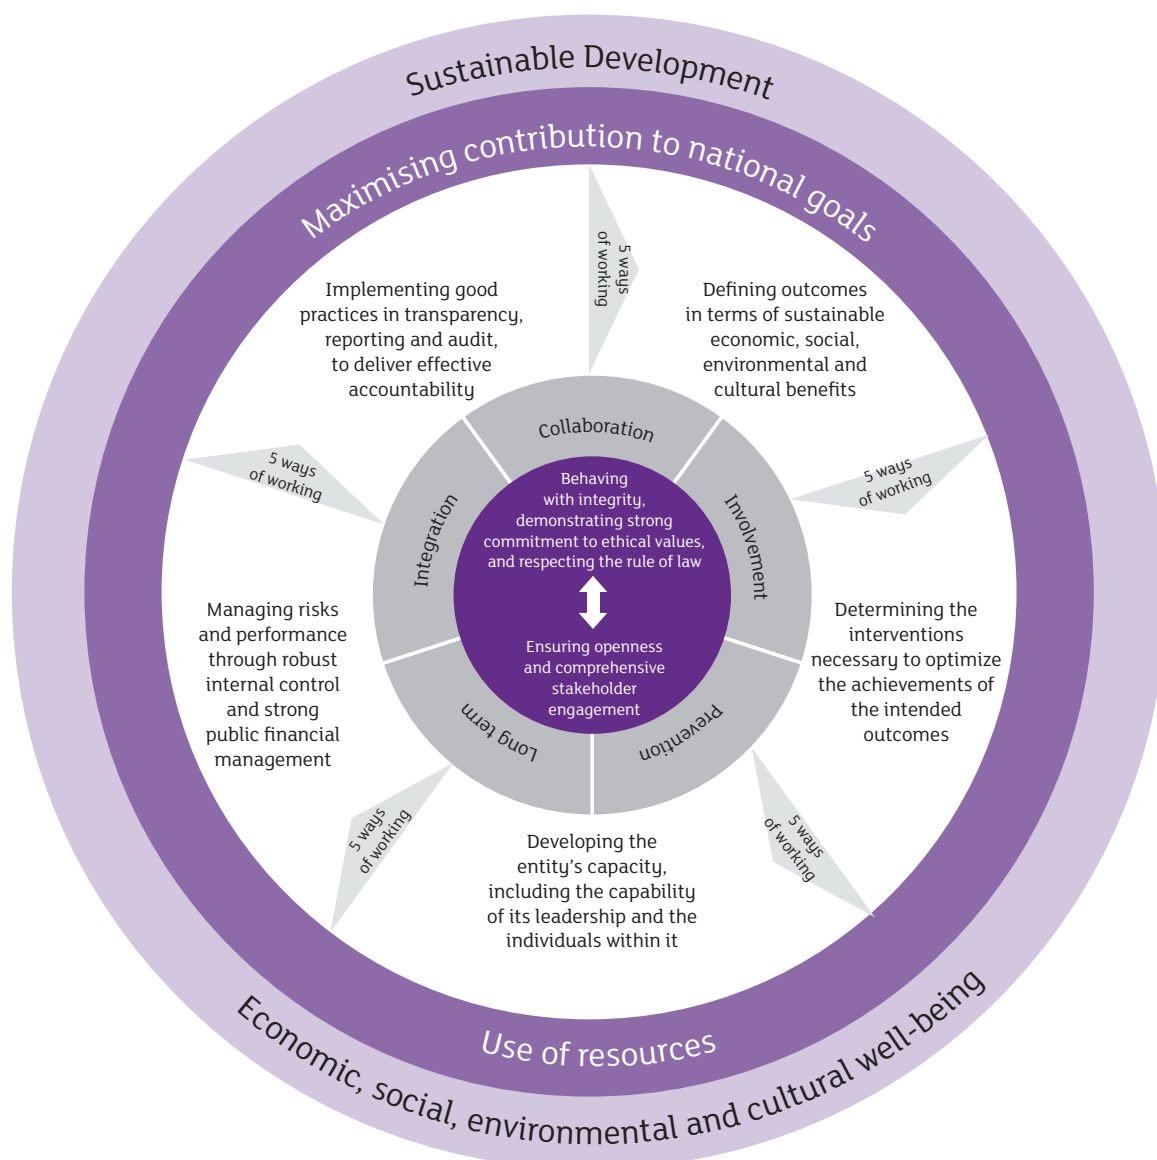 Sustainable Development
Maximising contribution to national goals
5 ways
of working
Implementing good
practices in transparency,
reporting and audit,
to deliver effective
accountability
Defining outcomes
in terms of sustainable
economic, social,
environmental and
cultural benefits
5 ways
of working
5 ways
of working
Collaboration
Integration
Involvement
Behaving
with integrity,
demonstrating strong
commitment to ethical values,
and respecting the rule of law
Ensuring openness
and comprehensive
stakeholder
engagement
Managing risks
and performance
through robust
internal control
and strong
public financial
management
Determining the
interventions
necessary to optimize
the achievements of
the intended
outcomes
Long term
Prevention
5 ways
of working
5 ways
of working
Developing the
entity’s capacity,
including the capability
of its leadership and the
individuals within it
Use of resources
Economic, social, environmental and cultural well-being